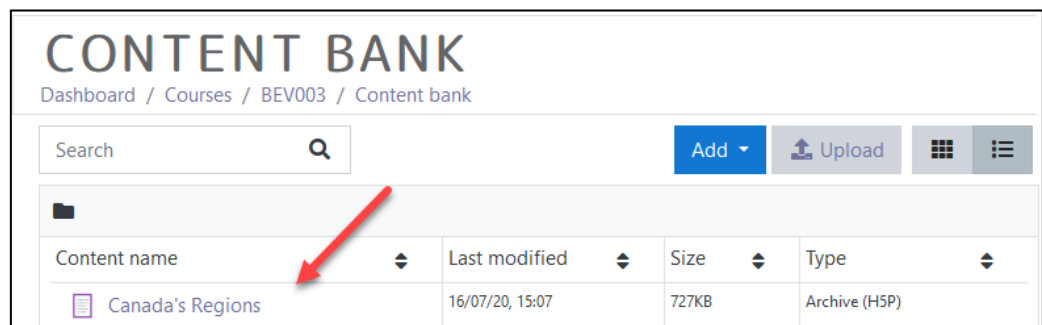 CONTENT BANK
Dashboard / Courses / BEV003 / Content bank
Search Add Upload
Content name Last modified Size Type
Canada's Regions 16/07/20, 15:07 727KB Archive (H5P)